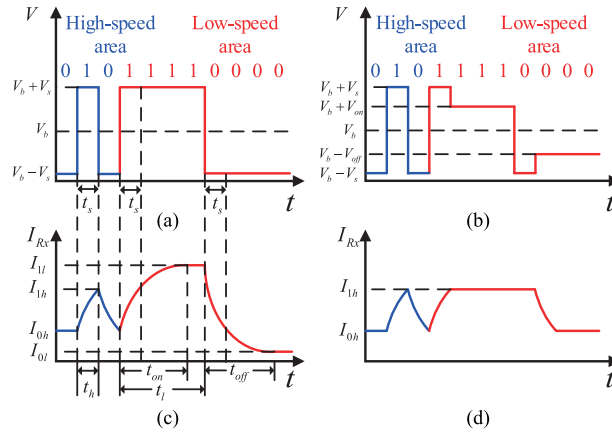 V
High-speed area
Low-speed area
0 1 0 1 1 1 1 0 0 0 0
V_b + V_s
V_b
V_b − V_s
t_s
t_s
t_s
t
(a)
V
High-speed area
Low-speed area
0 1 0 1 1 1 1 0 0 0 0
V_b + V_s
V_b + V_on
V_b
V_b − V_off
V_b − V_s
t
(b)
I_Rx
I_1l
I_1h
I_0h
I_0l
t_h
t_on
t_l
t_off
t
(c)
I_Rx
I_1h
I_0h
t
(d)